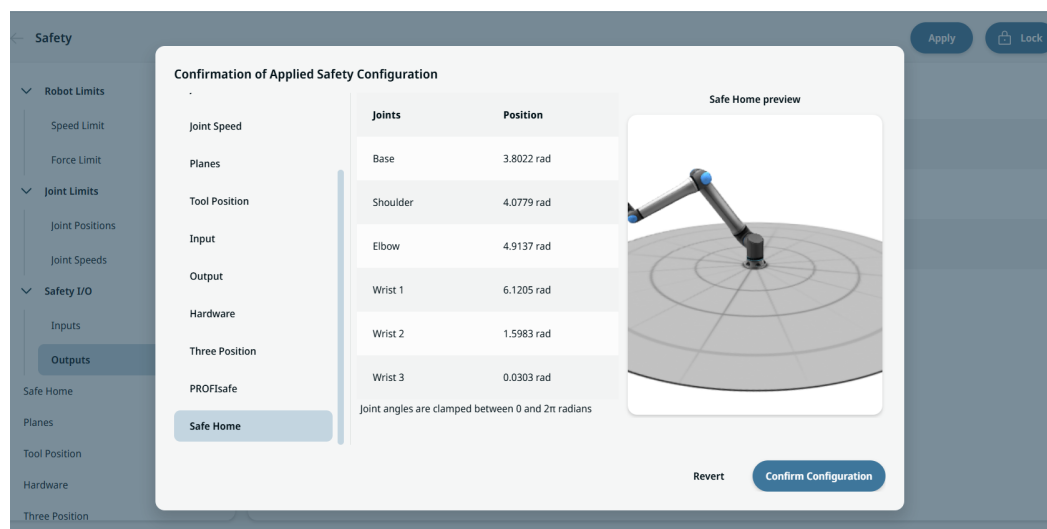 Safety
Apply
Lock
Robot Limits
Speed Limit
Force Limit
Joint Limits
Joint Positions
Joint Speeds
Safety I/O
Inputs
Outputs
Safe Home
Planes
Tool Position
Hardware
Three Position
Confirmation of Applied Safety Configuration
Joint Speed
Planes
Tool Position
Input
Output
Hardware
Three Position
PROFIsafe
Safe Home
Joints Position
Base 3.8022 rad
Shoulder 4.0779 rad
Elbow 4.9137 rad
Wrist 1 6.1205 rad
Wrist 2 1.5983 rad
Wrist 3 0.0303 rad
Joint angles are clamped between 0 and 2π radians
Safe Home preview
Revert
Confirm Configuration